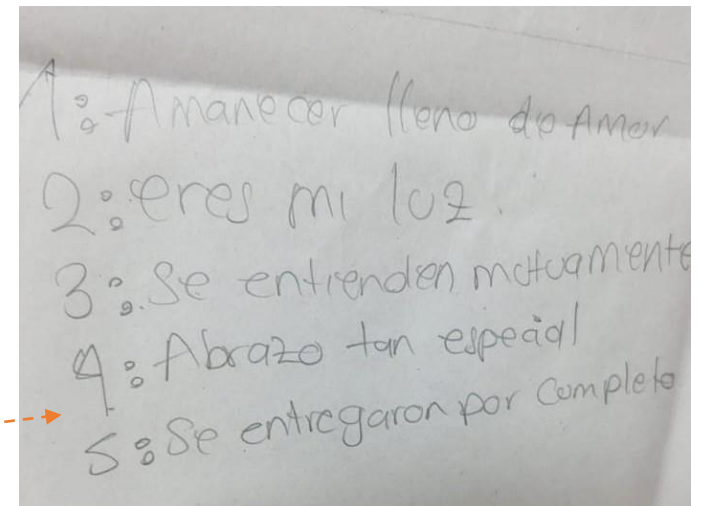 1: Amanecer lleno de Amor
2: eres mi luz.
3: Se entienden mutuamente
4: Abrazo tan especial
5: Se entregaron por completo